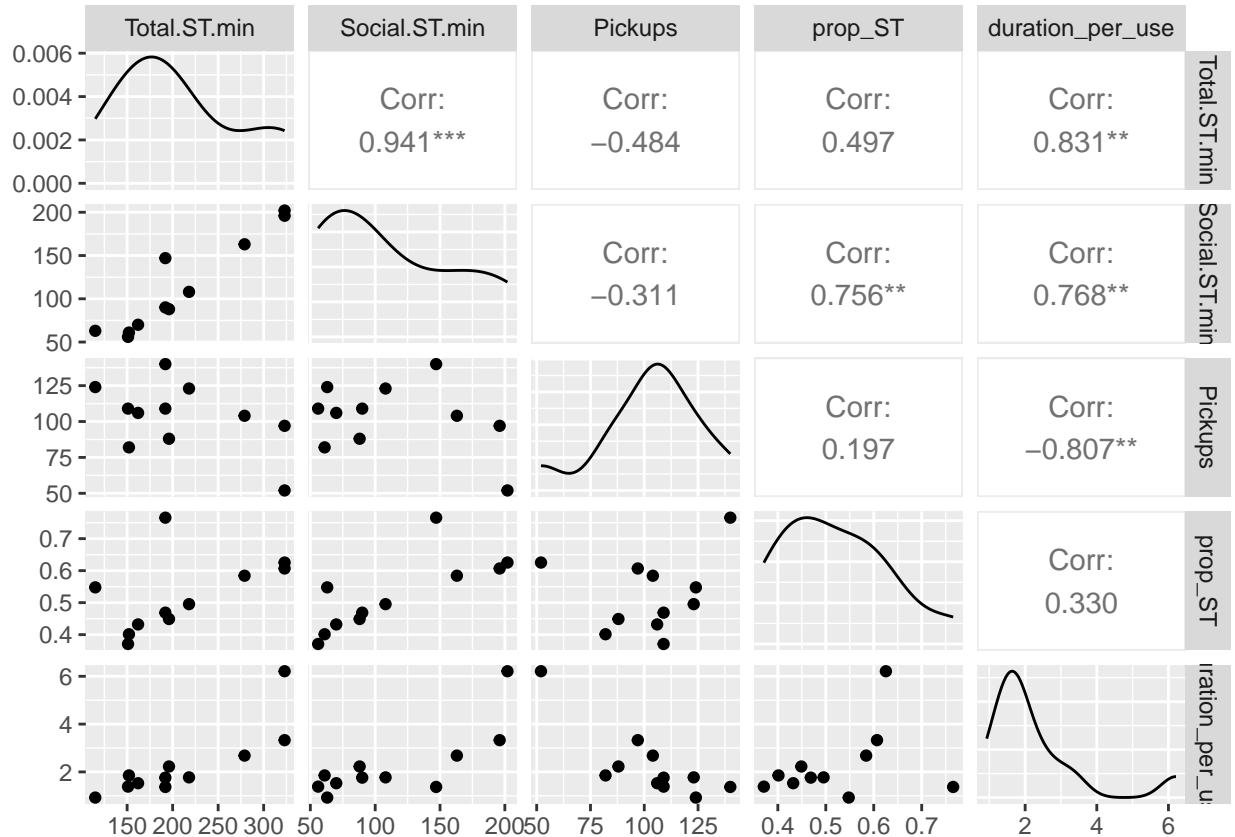 Total.ST.min Social.ST.min Pickups prop_ST duration_per_use
0.006
0.004
0.002
0.000
Corr:
0.941***
Corr:
−0.484
Corr:
0.497
Corr:
0.831**
Total.ST.min
200
150
100
50
Corr:
−0.311
Corr:
0.756**
Corr:
0.768**
Social.ST.min
125
100
75
50
Corr:
0.197
Corr:
−0.807**
Pickups
0.7
0.6
0.5
0.4
Corr:
0.330
prop_ST
6
4
2
uration_per_us
150 200 250 300 50 100 150 200 50 75 100 125 0.4 0.5 0.6 0.7 2 4 6